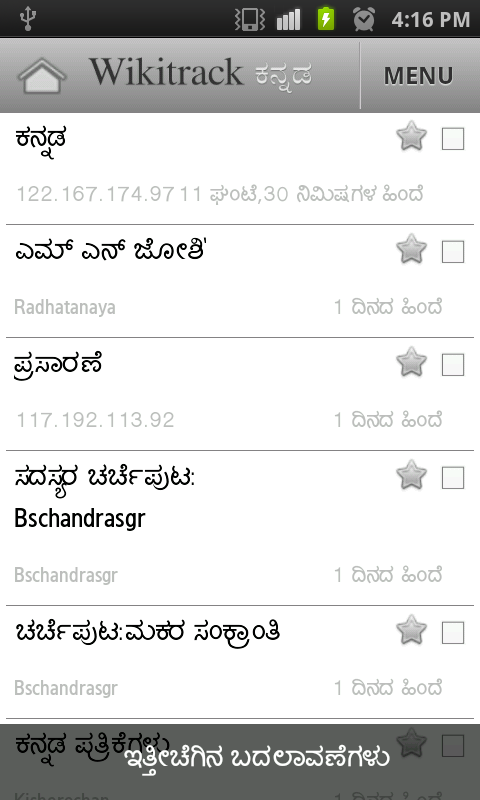 4:16 PM
Wikitrack ಕನ್ನಡ MENU
ಕನ್ನಡ
122.167.174.97 11 ಘಂಟೆ,30 ನಿಮಿಷಗಳ ಹಿಂದೆ
ಎಮ್ ಎನ್ ಜೋಶಿ
Radhatanaya 1 ದಿನದ ಹಿಂದೆ
ಪ್ರಸಾರಣೆ
117.192.113.92 1 ದಿನದ ಹಿಂದೆ
ಸದಸ್ಯರ ಚರ್ಚೆಪುಟ:
Bschandrasgr
Bschandrasgr 1 ದಿನದ ಹಿಂದೆ
ಚರ್ಚೆಪುಟ:ಮಕರ ಸಂಕ್ರಾಂತಿ
Bschandrasgr 1 ದಿನದ ಹಿಂದೆ
ಕನ್ನಡ ಪತ್ರಿಕೆಗಳು
ಇತ್ತೀಚೆಗಿನ ಬದಲಾವಣೆಗಳು